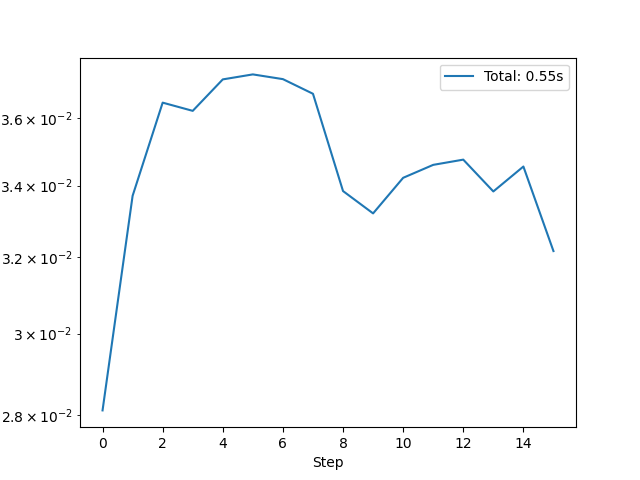 Total: 0.55s
3.6 × 10⁻²
3.4 × 10⁻²
3.2 × 10⁻²
3 × 10⁻²
2.8 × 10⁻²
0 2 4 6 8 10 12 14
Step